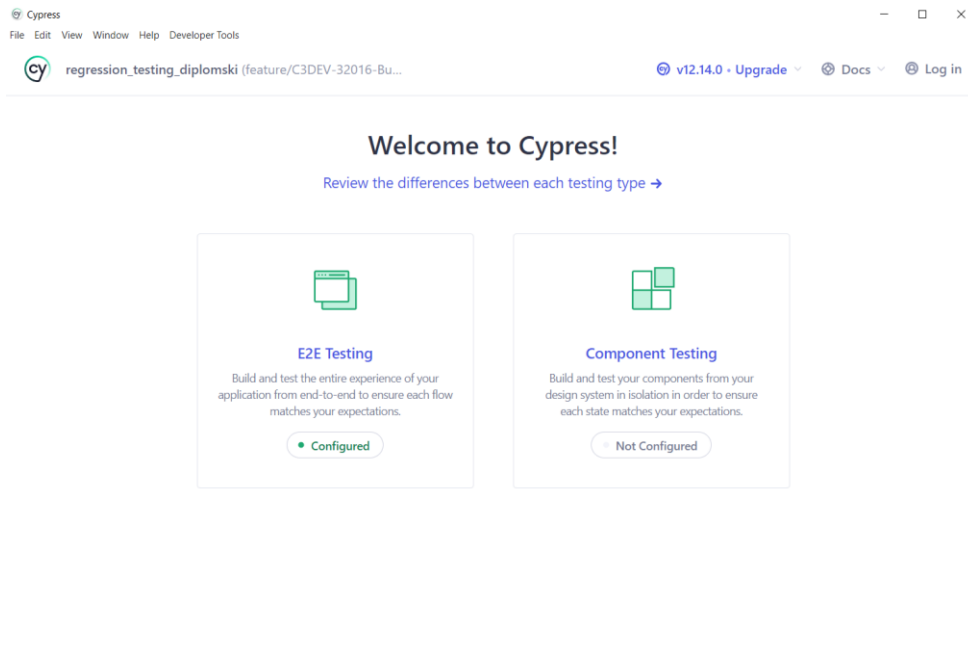 Cypress
File Edit View Window Help Developer Tools
cy regression_testing_diplomski (feature/C3DEV-32016-Bu... v12.14.0 • Upgrade Docs Log in
Welcome to Cypress!
Review the differences between each testing type →
E2E Testing
Build and test the entire experience of your
application from end-to-end to ensure each flow
matches your expectations.
Configured
Component Testing
Build and test your components from your
design system in isolation in order to ensure
each state matches your expectations.
Not Configured